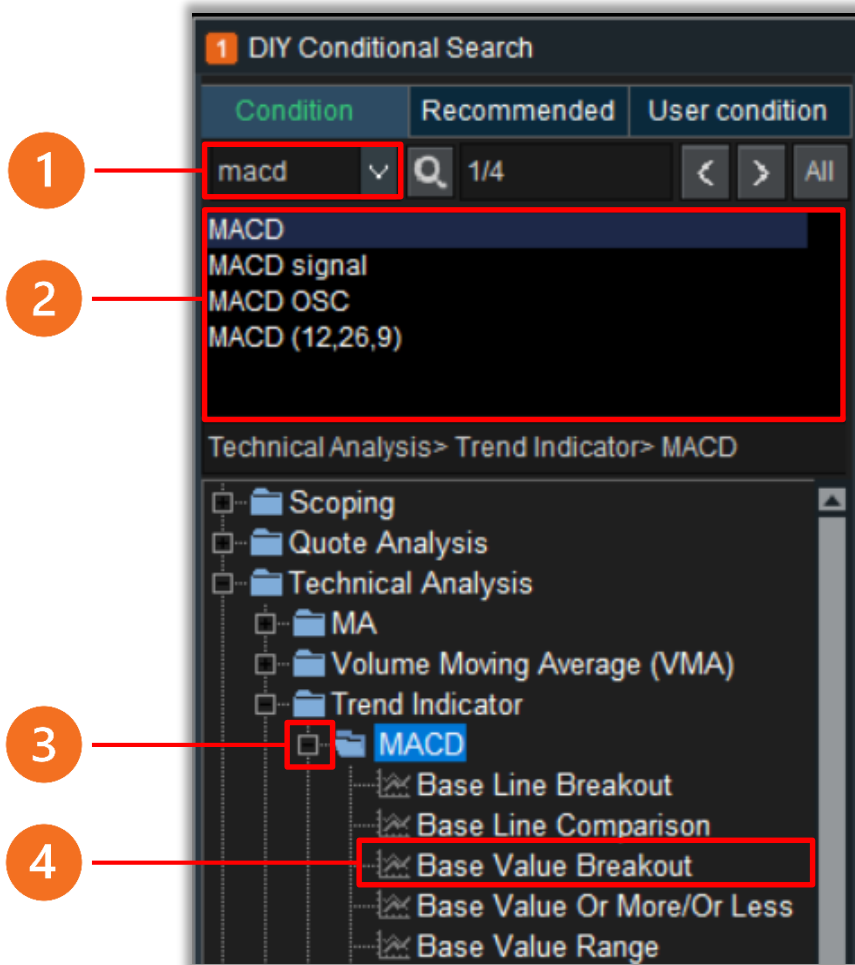 1 DIY Conditional Search
Condition Recommended User condition
1 macd 1/4 < > All
MACD
MACD signal
2 MACD OSC
MACD (12,26,9)
Technical Analysis> Trend Indicator> MACD
Scoping
Quote Analysis
Technical Analysis
MA
Volume Moving Average (VMA)
Trend Indicator
3 MACD
Base Line Breakout
Base Line Comparison
4 Base Value Breakout
Base Value Or More/Or Less
Base Value Range